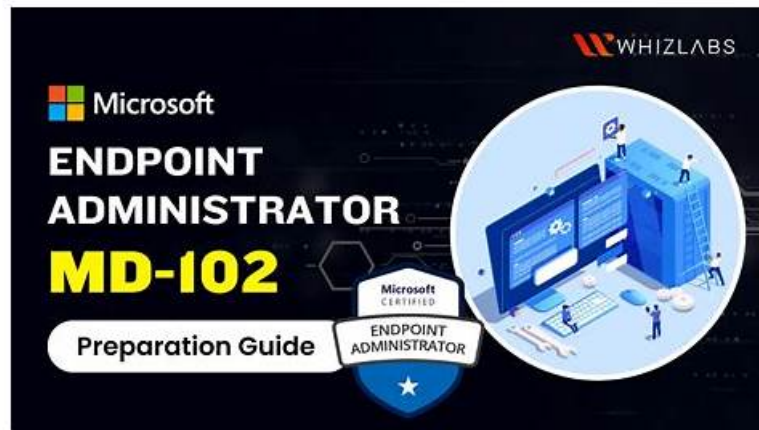 WHIZLABS
Microsoft
ENDPOINT
ADMINISTRATOR
MD-102
Preparation Guide
Microsoft
CERTIFIED
ENDPOINT
ADMINISTRATOR